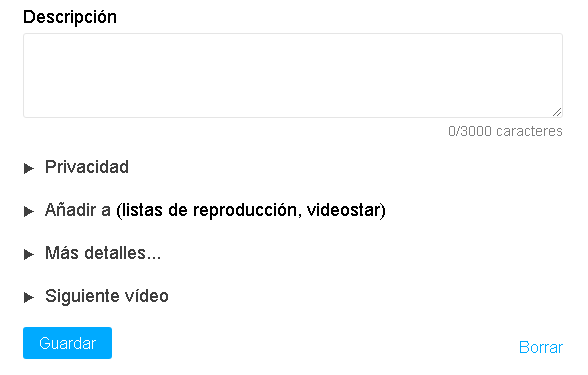 Descripción
0/3000 caracteres
Privacidad
Añadir a (listas de reproducción, videostar)
Más detalles...
Siguiente vídeo
Guardar
Borrar